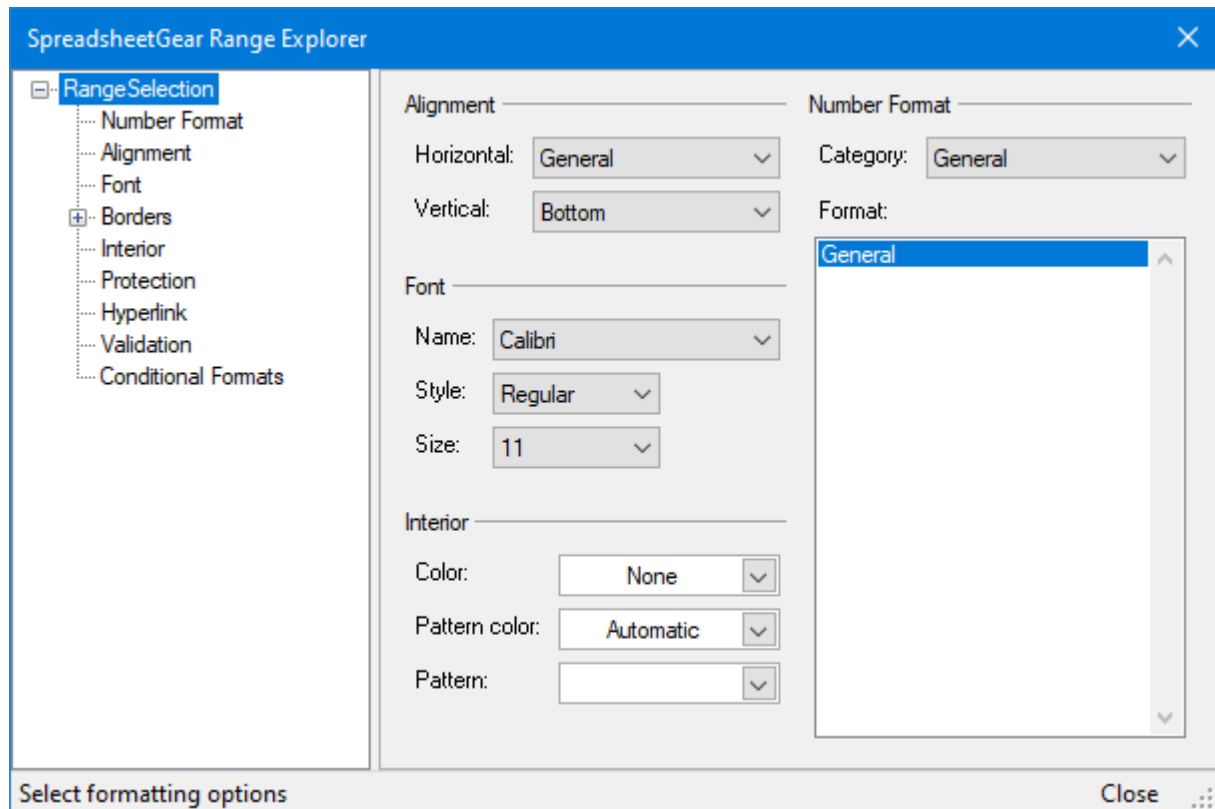 SpreadsheetGear Range Explorer
RangeSelection
Number Format
Alignment
Font
Borders
Interior
Protection
Hyperlink
Validation
Conditional Formats
Alignment
Horizontal: General
Vertical: Bottom
Font
Name: Calibri
Style: Regular
Size: 11
Interior
Color: None
Pattern color: Automatic
Pattern:
Number Format
Category: General
Format:
General
Select formatting options
Close